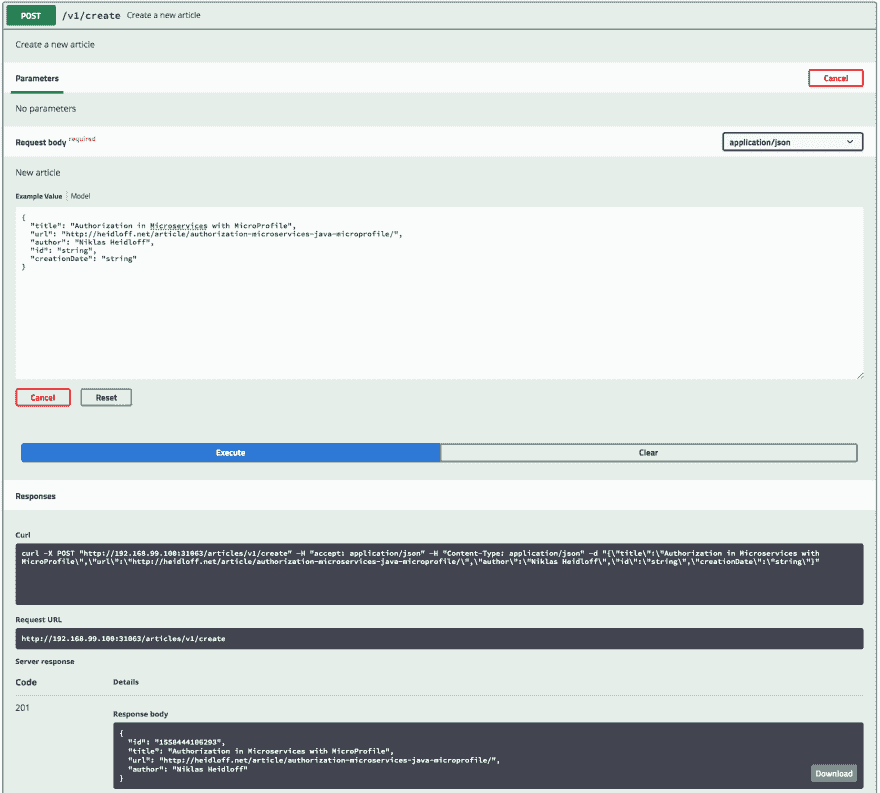 POST /v1/create Create a new article
Create a new article
Parameters Cancel
No parameters
Request body required application/json
New article
Example Value Model
{
"title": "Authorization in Microservices with MicroProfile",
"url": "http://heidloff.net/article/authorization-microservices-java-microprofile/",
"author": "Niklas Heidloff",
"id": "string",
"creationDate": "string"
}
Cancel Reset
Execute Clear
Responses
Curl
curl -X POST "http://192.168.99.100:31063/articles/v1/create" -H "accept: application/json" -H "Content-Type: application/json" -d "{\"title\":\"Authorization in Microservices with
MicroProfile\",\"url\":\"http://heidloff.net/article/authorization-microservices-java-microprofile/\",\"author\":\"Niklas Heidloff\",\"id\":\"string\",\"creationDate\":\"string\"}"
Request URL
http://192.168.99.100:31063/articles/v1/create
Server response
Code Details
201
Response body
{
"id": "1558444106293",
"title": "Authorization in Microservices with MicroProfile",
"url": "http://heidloff.net/article/authorization-microservices-java-microprofile/",
"author": "Niklas Heidloff"
}
Download